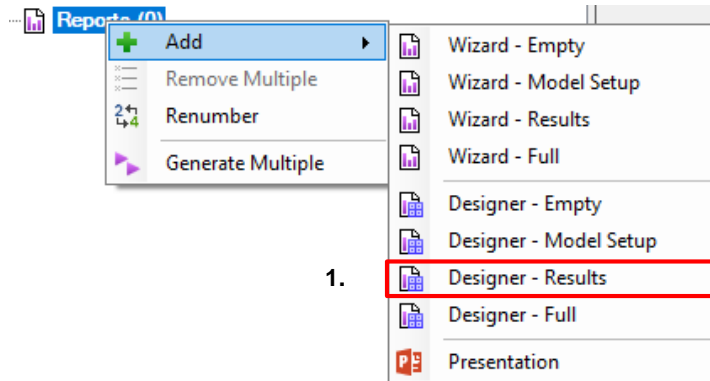 Reports (0)
Add
Remove Multiple
Renumber
Generate Multiple
Wizard - Empty
Wizard - Model Setup
Wizard - Results
Wizard - Full
Designer - Empty
Designer - Model Setup
1.
Designer - Results
Designer - Full
Presentation